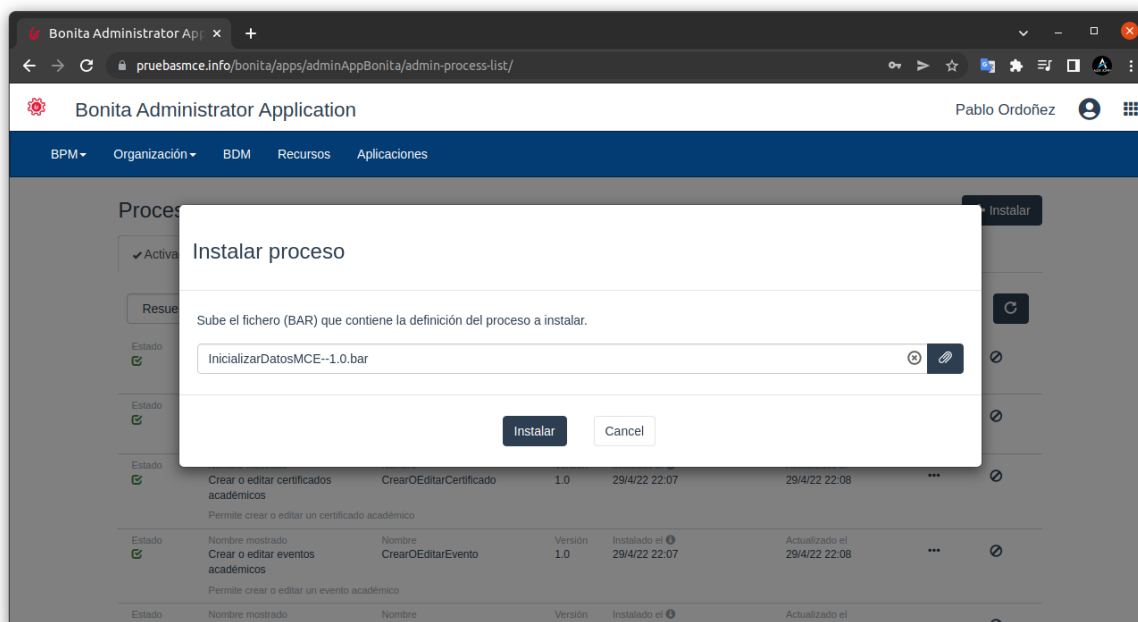 Bonita Administrator App
pruebasmce.info/bonita/apps/adminAppBonita/admin-process-list/
Bonita Administrator Application
Pablo Ordoñez
BPM
Organización
BDM
Recursos
Aplicaciones
Proces
Instalar
Activa
Instalar proceso
Resue
Sube el fichero (BAR) que contiene la definición del proceso a instalar.
Estado
InicializarDatosMCE--1.0.bar
Estado
Instalar
Cancel
Estado
Crear o editar certificados
académicos
CrearOEditarCertificado
1.0
29/4/22 22:07
29/4/22 22:08
Permite crear o editar un certificado académico
Estado Nombre mostrado Nombre Versión Instalado el Actualizado el
Crear o editar eventos
académicos
CrearOEditarEvento
1.0
29/4/22 22:07
29/4/22 22:08
Permite crear o editar un evento académico
Estado Nombre mostrado Nombre Versión Instalado el Actualizado el